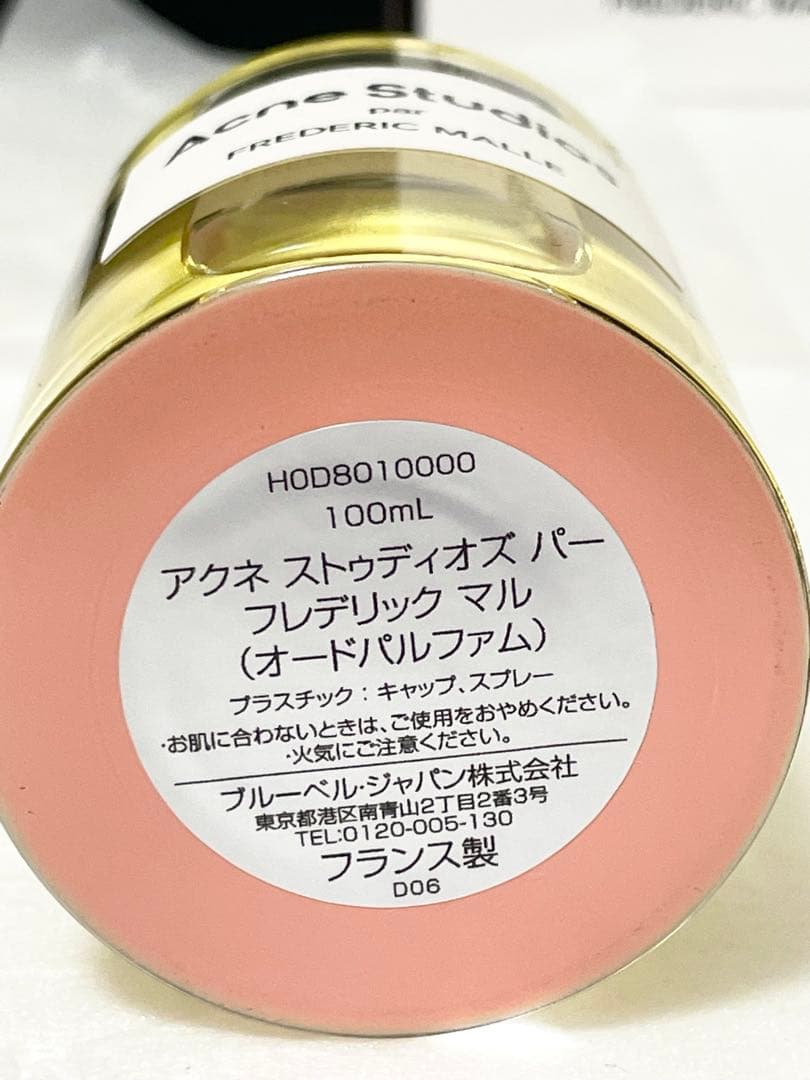 Acne Studios
par
FREDERIC MALLE
H0D8010000
100mL
アクネ ストゥディオズ パー
フレデリック マル
(オードパルファム)
プラスチック : キャップ、スプレー
･お肌に合わないときは、ご使用をおやめください。
･火気にご注意ください。
ブルーベル･ジャパン株式会社
東京都港区南青山2丁目2番3号
TEL:0120-005-130
フランス製
D06